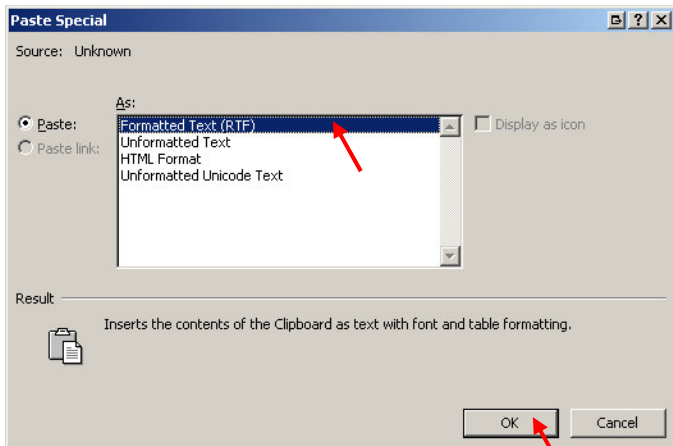 Paste Special
Source: Unknown
As:
Paste:
Paste link:
Formatted Text (RTF)
Unformatted Text
HTML Format
Unformatted Unicode Text
Display as icon
Result
Inserts the contents of the Clipboard as text with font and table formatting.
OK
Cancel